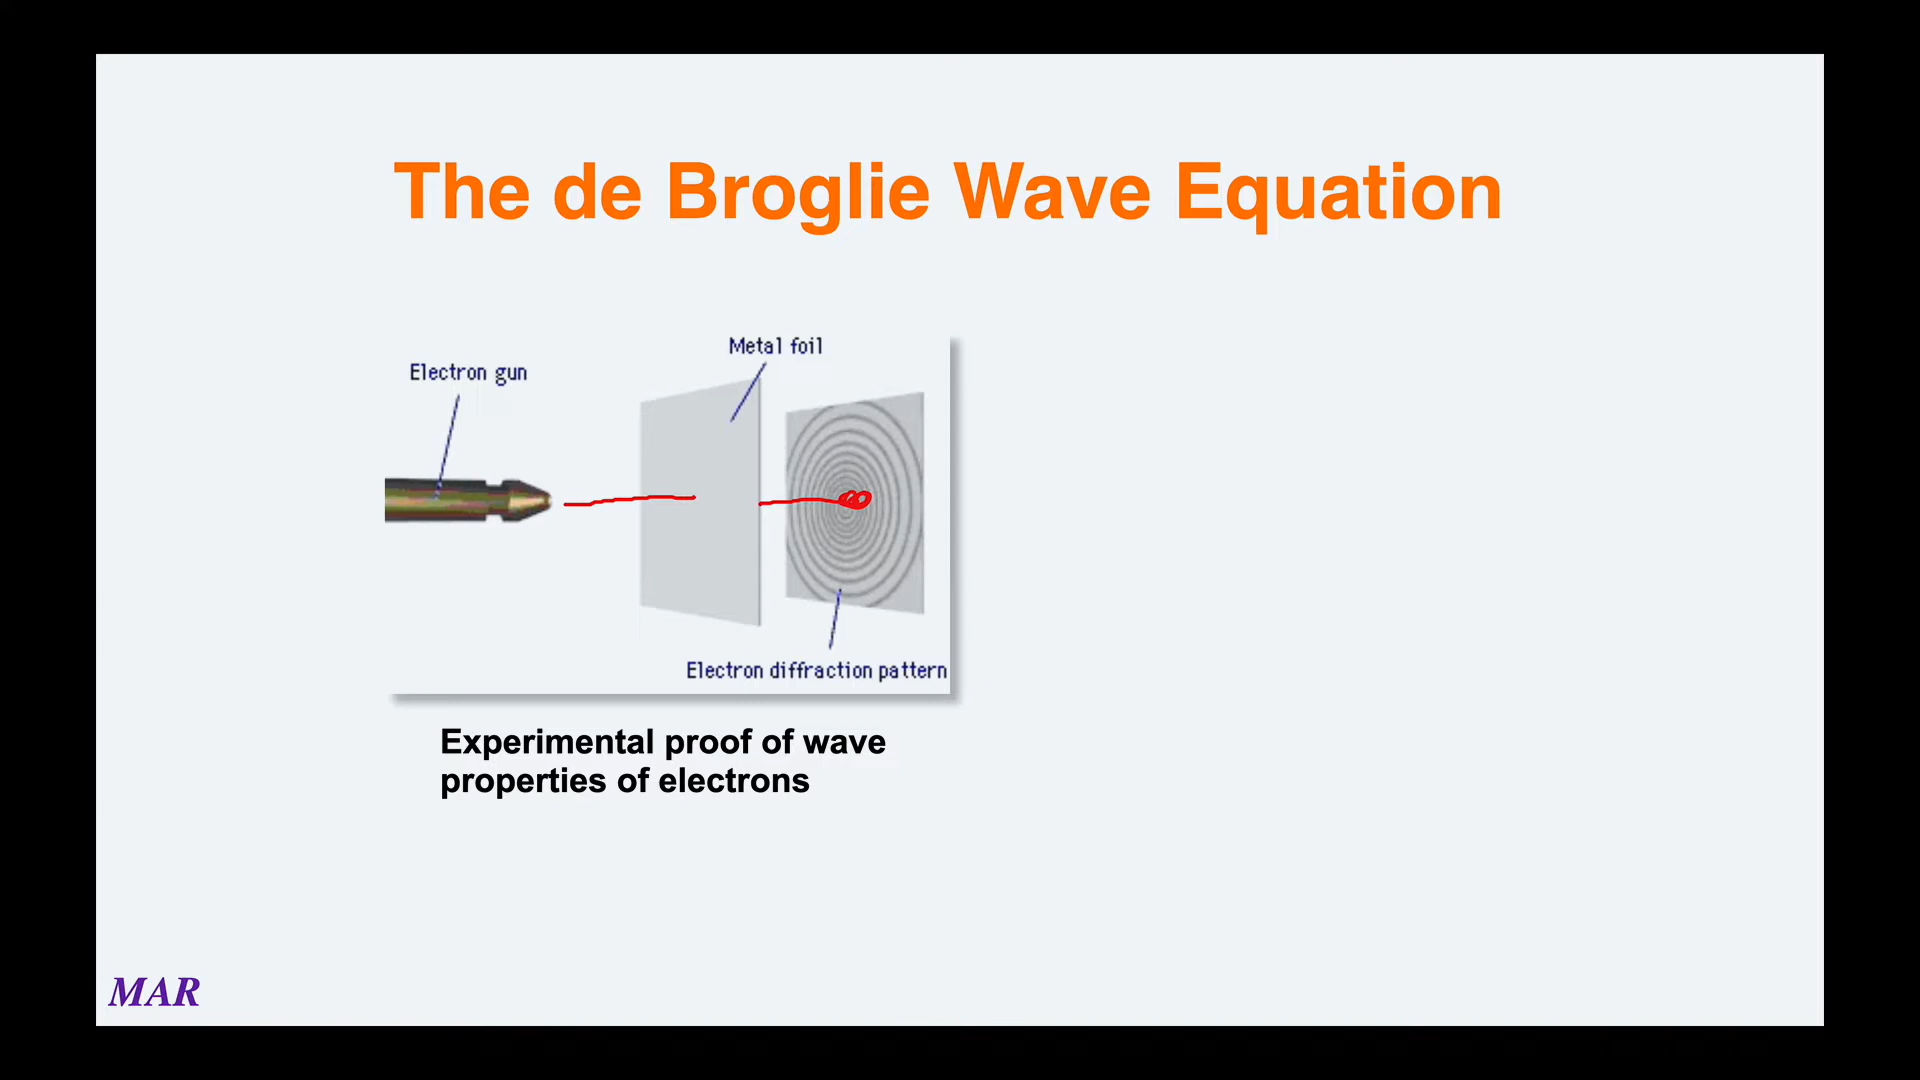 The de Broglie Wave Equation
Metal foil
Electron gun
Electron diffraction pattern
Experimental proof of wave
properties of electrons
MAR